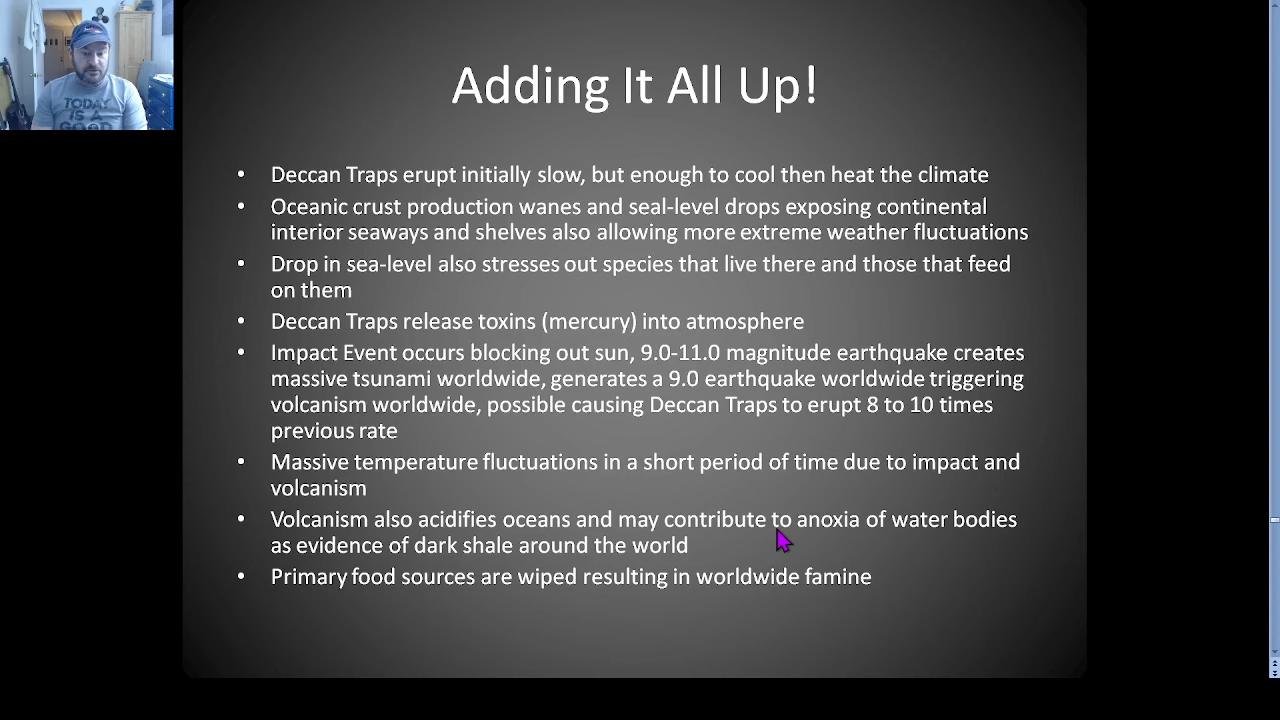 TODAY
IS A
GOOD
Adding It All Up!
• Deccan Traps erupt initially slow, but enough to cool then heat the climate
• Oceanic crust production wanes and seal-level drops exposing continental
interior seaways and shelves also allowing more extreme weather fluctuations
• Drop in sea-level also stresses out species that live there and those that feed
on them
• Deccan Traps release toxins (mercury) into atmosphere
• Impact Event occurs blocking out sun, 9.0-11.0 magnitude earthquake creates
massive tsunami worldwide, generates a 9.0 earthquake worldwide triggering
volcanism worldwide, possible causing Deccan Traps to erupt 8 to 10 times
previous rate
• Massive temperature fluctuations in a short period of time due to impact and
volcanism
• Volcanism also acidifies oceans and may contribute to anoxia of water bodies
as evidence of dark shale around the world
• Primary food sources are wiped resulting in worldwide famine